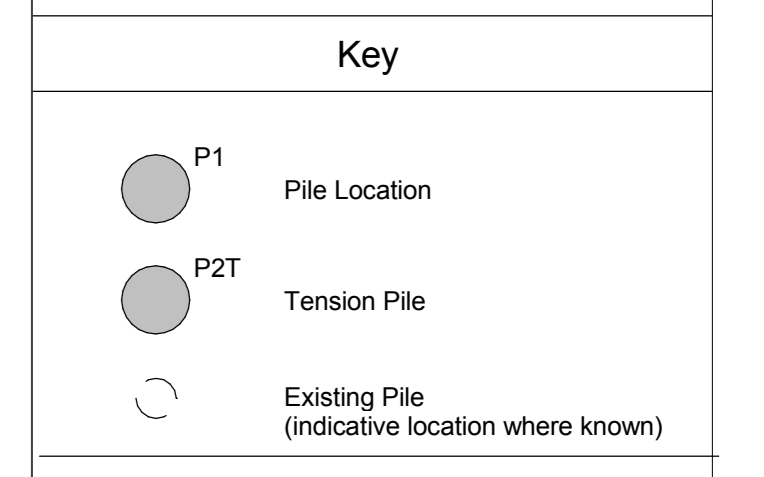 Key
P1
Pile Location
P2T
Tension Pile
Existing Pile
(indicative location where known)